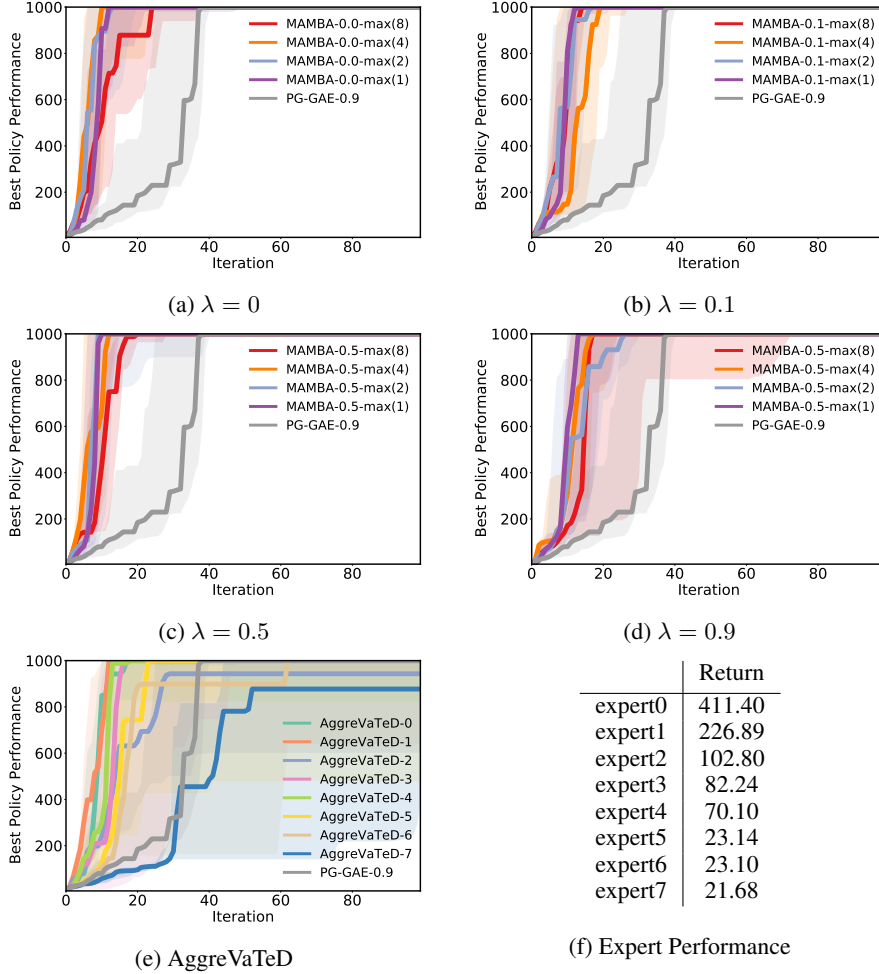 1000
800
600
400
200
0 20 40 60 80
Iteration
Best Policy Performance
MAMBA-0.0-max(8)
MAMBA-0.0-max(4)
MAMBA-0.0-max(2)
MAMBA-0.0-max(1)
PG-GAE-0.9
(a) λ = 0
1000
800
600
400
200
0 20 40 60 80
Iteration
Best Policy Performance
MAMBA-0.1-max(8)
MAMBA-0.1-max(4)
MAMBA-0.1-max(2)
MAMBA-0.1-max(1)
PG-GAE-0.9
(b) λ = 0.1
1000
800
600
400
200
0 20 40 60 80
Iteration
Best Policy Performance
MAMBA-0.5-max(8)
MAMBA-0.5-max(4)
MAMBA-0.5-max(2)
MAMBA-0.5-max(1)
PG-GAE-0.9
(c) λ = 0.5
1000
800
600
400
200
0 20 40 60 80
Iteration
Best Policy Performance
MAMBA-0.5-max(8)
MAMBA-0.5-max(4)
MAMBA-0.5-max(2)
MAMBA-0.5-max(1)
PG-GAE-0.9
(d) λ = 0.9
1000
800
600
400
200
0 20 40 60 80
Iteration
Best Policy Performance
AggreVaTeD-0
AggreVaTeD-1
AggreVaTeD-2
AggreVaTeD-3
AggreVaTeD-4
AggreVaTeD-5
AggreVaTeD-6
AggreVaTeD-7
PG-GAE-0.9
(e) AggreVaTeD
Return
expert0 411.40
expert1 226.89
expert2 102.80
expert3 82.24
expert4 70.10
expert5 23.14
expert6 23.10
expert7 21.68
(f) Expert Performance